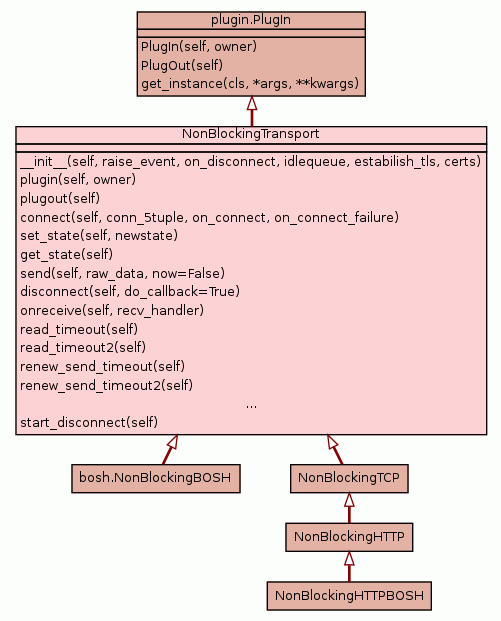 plugin.PlugIn
PlugIn(self, owner)
PlugOut(self)
get_instance(cls, *args, **kwargs)
NonBlockingTransport
__init__(self, raise_event, on_disconnect, idlequeue, estabilish_tls, certs)
plugin(self, owner)
plugout(self)
connect(self, conn_5tuple, on_connect, on_connect_failure)
set_state(self, newstate)
get_state(self)
send(self, raw_data, now=False)
disconnect(self, do_callback=True)
onreceive(self, recv_handler)
read_timeout(self)
read_timeout2(self)
renew_send_timeout(self)
renew_send_timeout2(self)
...
start_disconnect(self)
bosh.NonBlockingBOSH
NonBlockingTCP
NonBlockingHTTP
NonBlockingHTTPBOSH